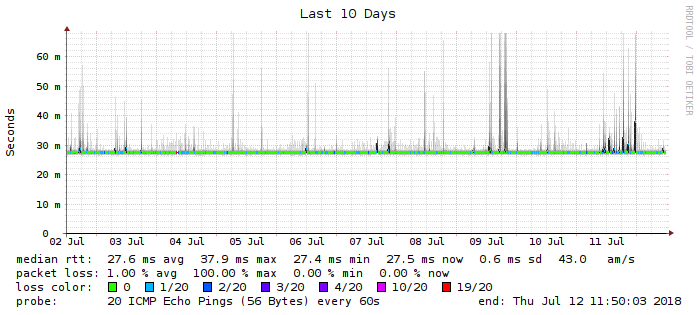 Last 10 Days
RRDTOOL / TOBI OETIKER
Seconds
60 m
50 m
40 m
30 m
20 m
10 m
0
02 Jul 03 Jul 04 Jul 05 Jul 06 Jul 07 Jul 08 Jul 09 Jul 10 Jul 11 Jul
median rtt: 27.6 ms avg 37.9 ms max 27.4 ms min 27.5 ms now 0.6 ms sd 43.0 am/s
packet loss: 1.00 % avg 100.00 % max 0.00 % min 0.00 % now
loss color: 0 1/20 2/20 3/20 4/20 10/20 19/20
probe: 20 ICMP Echo Pings (56 Bytes) every 60s end: Thu Jul 12 11:50:03 2018